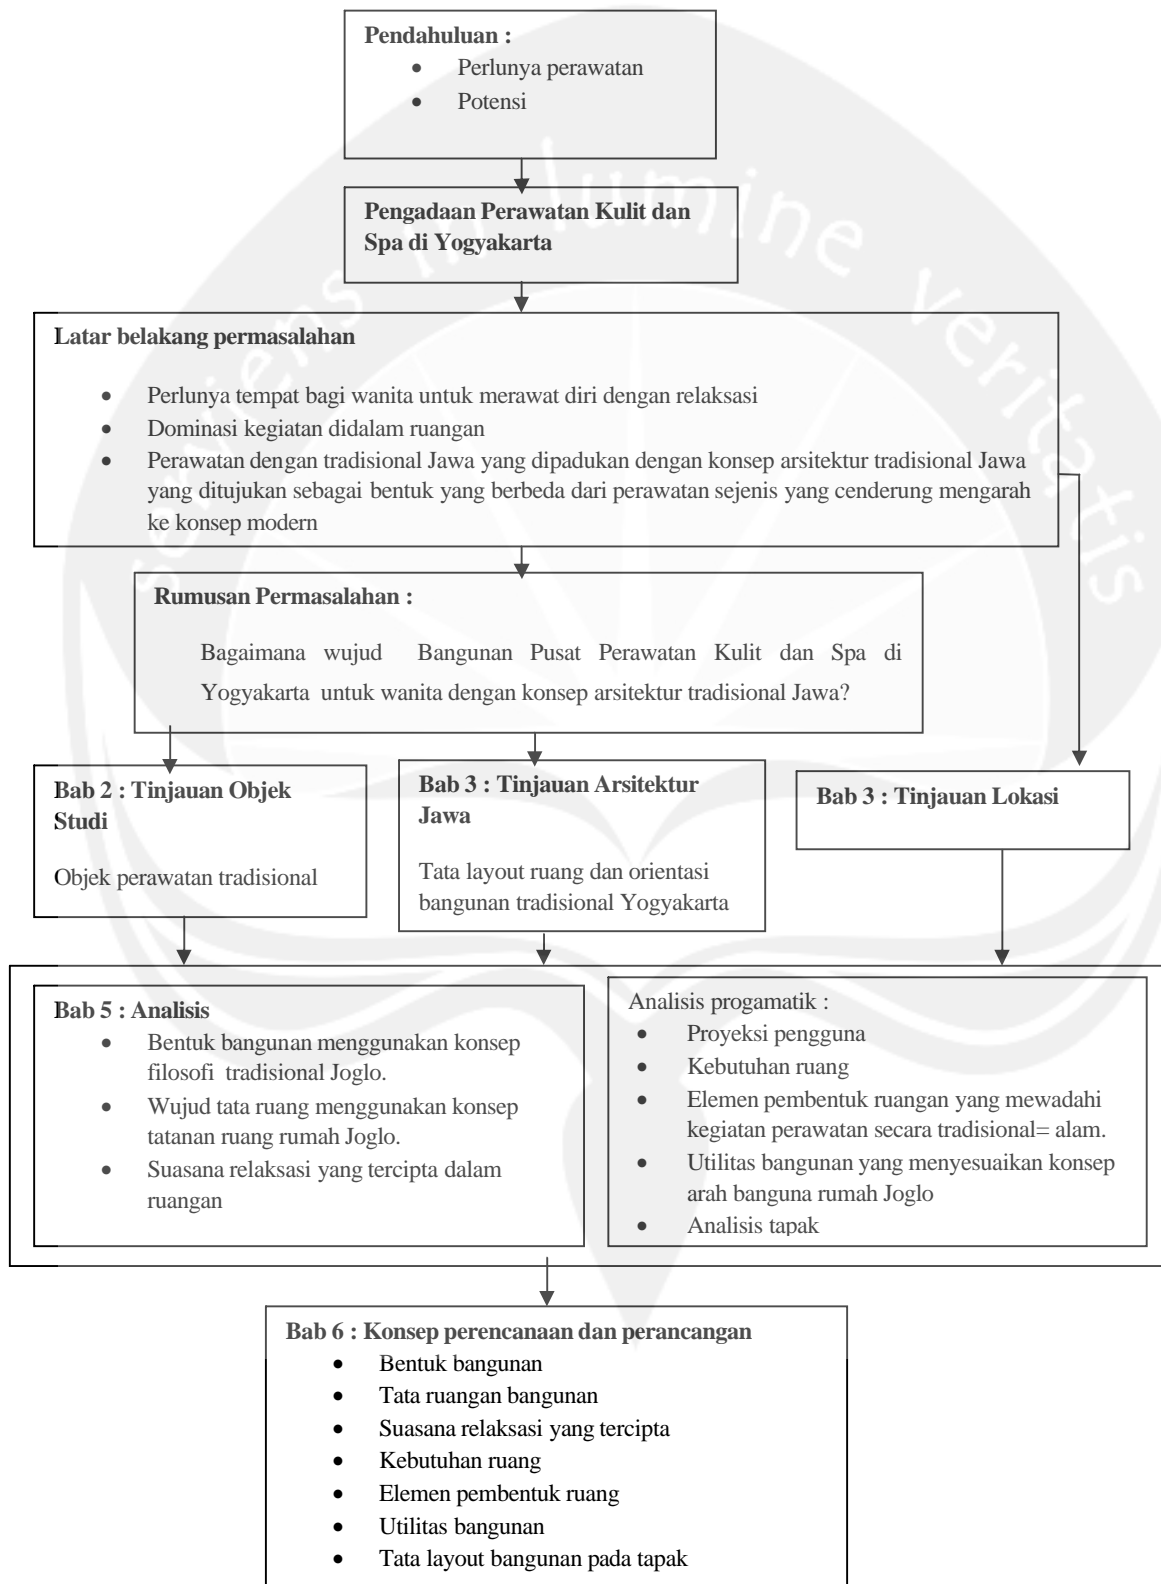 Pendahuluan :
• Perlunya perawatan
• Potensi
Pengadaan Perawatan Kulit dan
Spa di Yogyakarta
Latar belakang permasalahan
• Perlunya tempat bagi wanita untuk merawat diri dengan relaksasi
• Dominasi kegiatan didalam ruangan
• Perawatan dengan tradisional Jawa yang dipadukan dengan konsep arsitektur tradisional Jawa
yang ditujukan sebagai bentuk yang berbeda dari perawatan sejenis yang cenderung mengarah
ke konsep modern
Rumusan Permasalahan :
Bagaimana wujud Bangunan Pusat Perawatan Kulit dan Spa di
Yogyakarta untuk wanita dengan konsep arsitektur tradisional Jawa?
Bab 2 : Tinjauan Objek
Studi
Objek perawatan tradisional
Bab 3 : Tinjauan Arsitektur
Jawa
Tata layout ruang dan orientasi
bangunan tradisional Yogyakarta
Bab 3 : Tinjauan Lokasi
Bab 5 : Analisis
• Bentuk bangunan menggunakan konsep
filosofi tradisional Joglo.
• Wujud tata ruang menggunakan konsep
tatanan ruang rumah Joglo.
• Suasana relaksasi yang tercipta dalam
ruangan
Analisis progamatik :
• Proyeksi pengguna
• Kebutuhan ruang
• Elemen pembentuk ruangan yang mewadahi
kegiatan perawatan secara tradisional= alam.
• Utilitas bangunan yang menyesuaikan konsep
arah banguna rumah Joglo
• Analisis tapak
Bab 6 : Konsep perencanaan dan perancangan
• Bentuk bangunan
• Tata ruangan bangunan
• Suasana relaksasi yang tercipta
• Kebutuhan ruang
• Elemen pembentuk ruang
• Utilitas bangunan
• Tata layout bangunan pada tapak
serviens in lumine veritatis